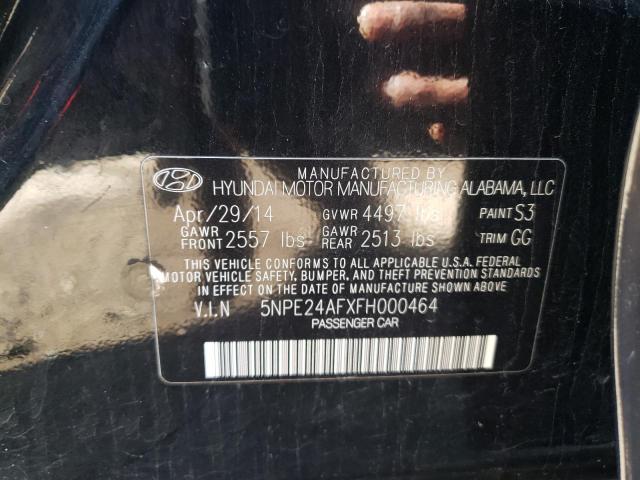 MANUFACTURED BY
HYUNDAI MOTOR MANUFACTURING ALABAMA, LLC
Apr/29/14 GVWR 4497 lbs PAINT S3
GAWR FRONT 2557 lbs GAWR REAR 2513 lbs TRIM GG
THIS VEHICLE CONFORMS TO ALL APPLICABLE U.S.A. FEDERAL
MOTOR VEHICLE SAFETY, BUMPER, AND THEFT PREVENTION STANDARDS
IN EFFECT ON THE DATE OF MANUFACTURE SHOWN ABOVE
V.I.N 5NPE24AFXFH000464
PASSENGER CAR